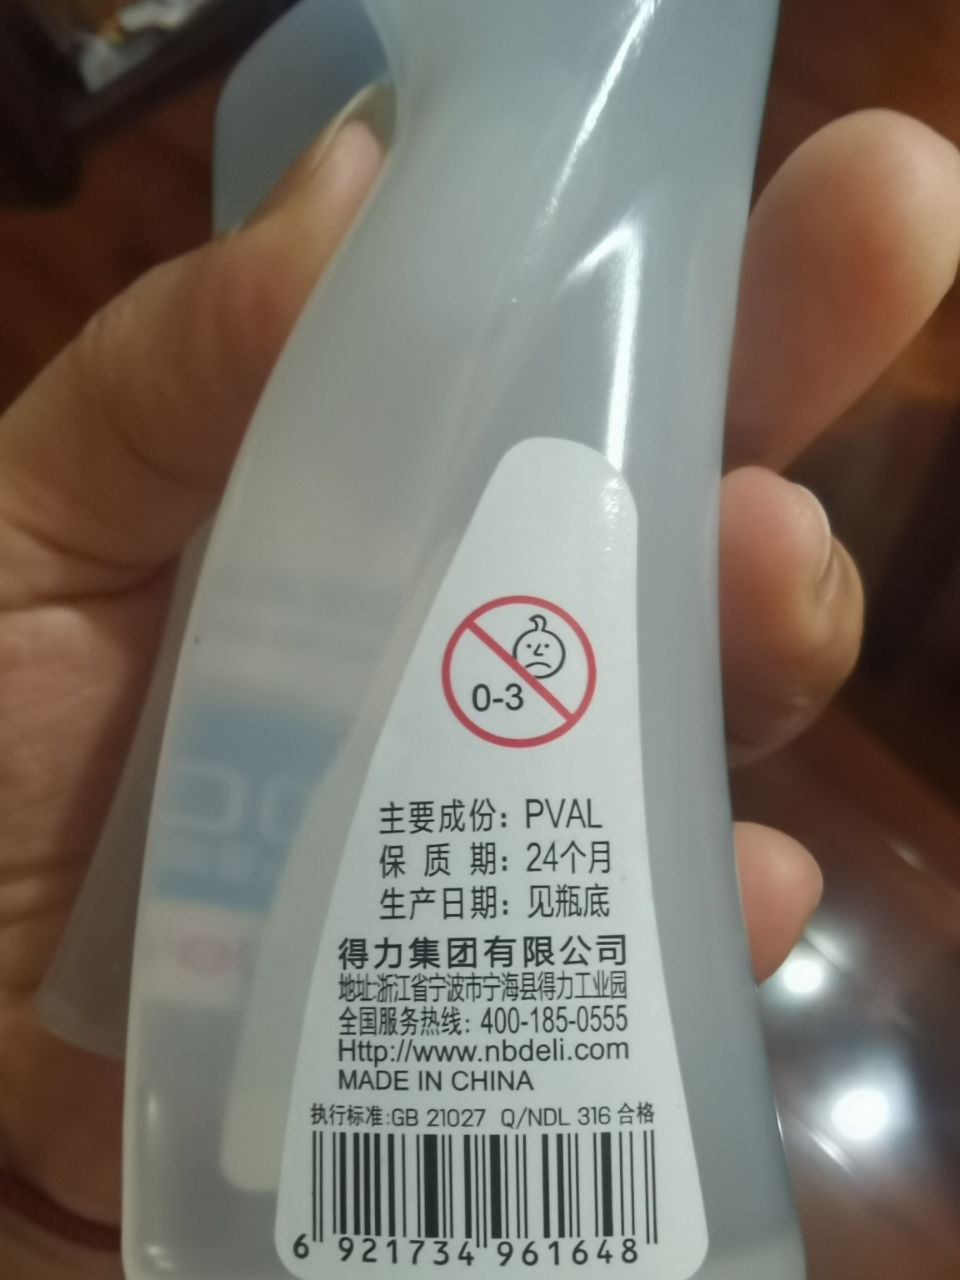 0-3
主要成份：PVAL
保质期：24个月
生产日期：见瓶底
得力集团有限公司
地址:浙江省宁波市宁海县得力工业园
全国服务热线：400-185-0555
Http://www.nbdeli.com
MADE IN CHINA
执行标准:GB 21027 Q/NDL 316 合格
6 921734 961648